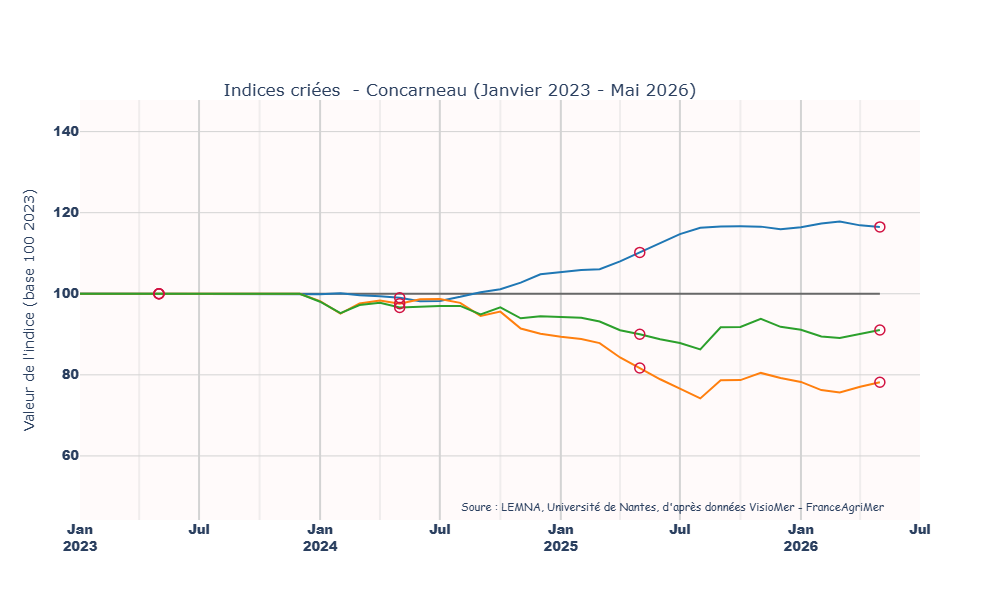 Indices criées  - Concarneau (Janvier 2023 - Mai 2026)
Valeur de l'indice (base 100 2023)
140
120
100
80
60
Soure : LEMNA, Université de Nantes, d'après données VisioMer - FranceAgriMer
Jan Jul Jan Jul Jan Jul Jan Jul
2023 2024 2025 2026